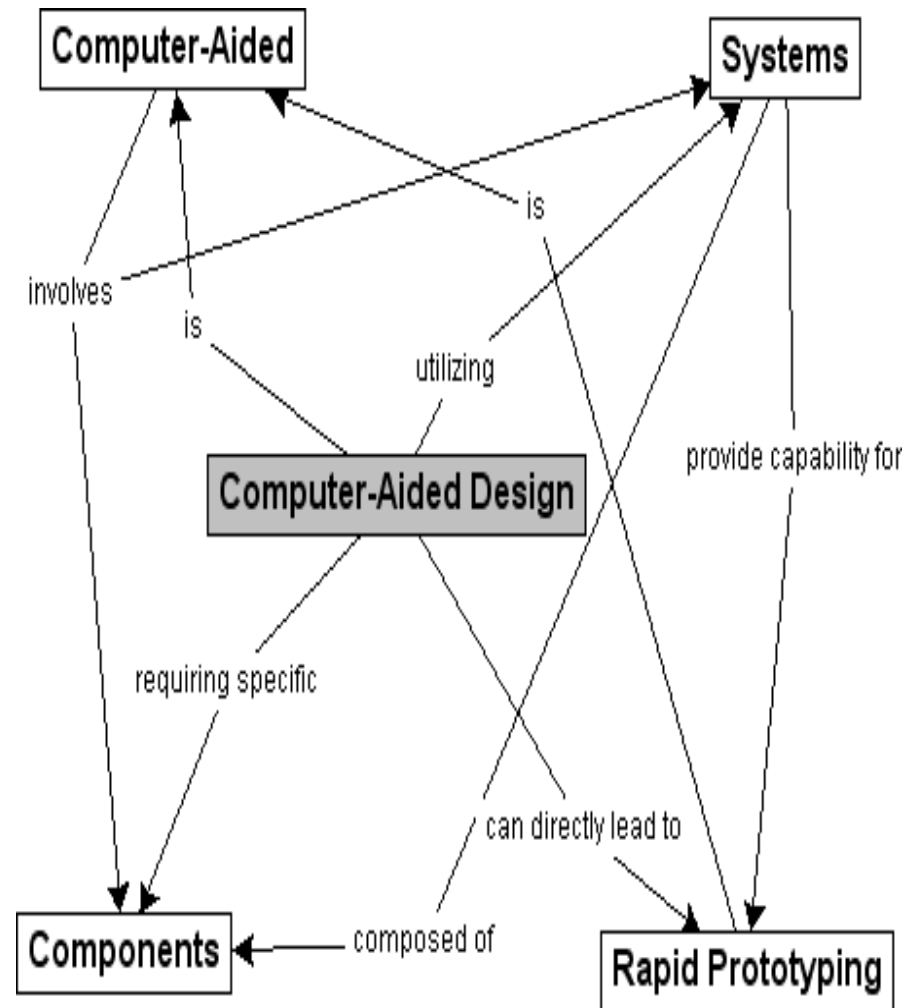 Computer-Aided
Systems
is
involves
is
utilizing
provide capability for
Computer-Aided Design
requiring specific
can directly lead to
composed of
Components
Rapid Prototyping